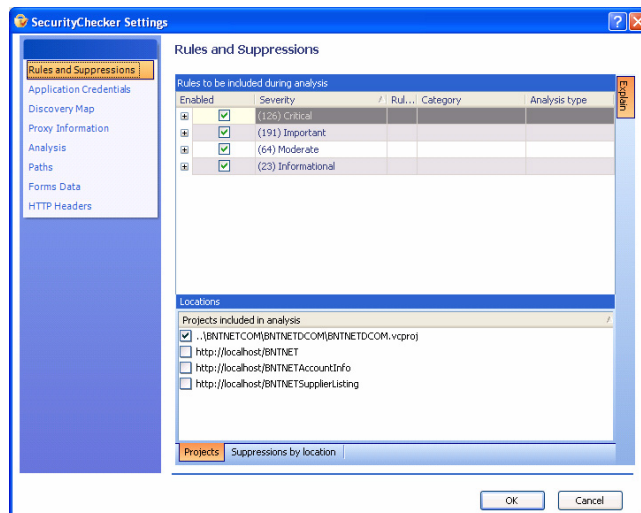 SecurityChecker Settings
Rules and Suppressions
Application Credentials
Discovery Map
Proxy Information
Analysis
Paths
Forms Data
HTTP Headers
Rules and Suppressions
Rules to be included during analysis
Enabled Severity / Rul... Category Analysis type
(126) Critical
(191) Important
(64) Moderate
(23) Informational
Explain
Locations
Projects included in analysis /
..\BNTNETCOM\BNTNETDCOM\BNTNETDCOM.vcproj
http://localhost/BNTNET
http://localhost/BNTNETAccountInfo
http://localhost/BNTNETSupplierListing
Projects Suppressions by location
OK Cancel